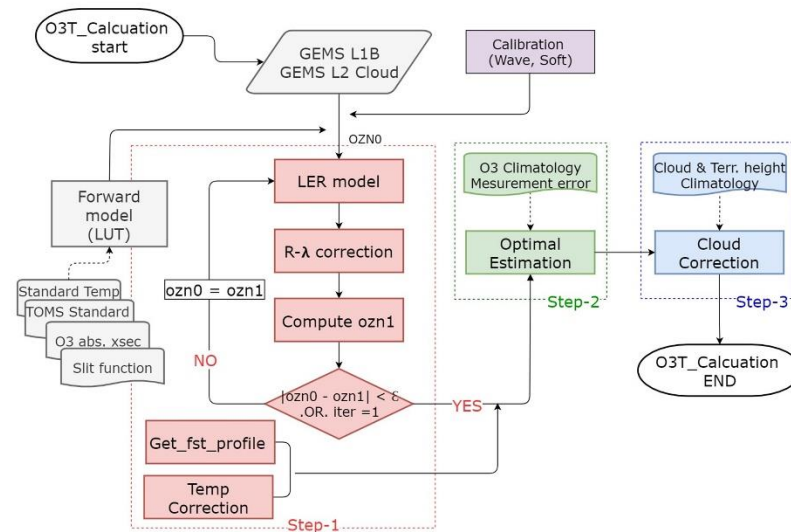 O3T_Calcuation
start
GEMS L1B
GEMS L2 Cloud
Calibration
(Wave, Soft)
OZN0
LER model
Forward
model
(LUT)
O3 Climatology
Mesurement error
Cloud & Terr. height
Climatology
R-λ correction
Optimal
Estimation
Cloud
Correction
Standard Temp
TOMS Standard
O3 abs. xsec
Slit function
ozn0 = ozn1
Compute ozn1
Step-2
Step-3
NO
|ozn0 - ozn1| < ε
.OR. iter =1
YES
O3T_Calcuation
END
Get_fst_profile
Temp
Correction
Step-1